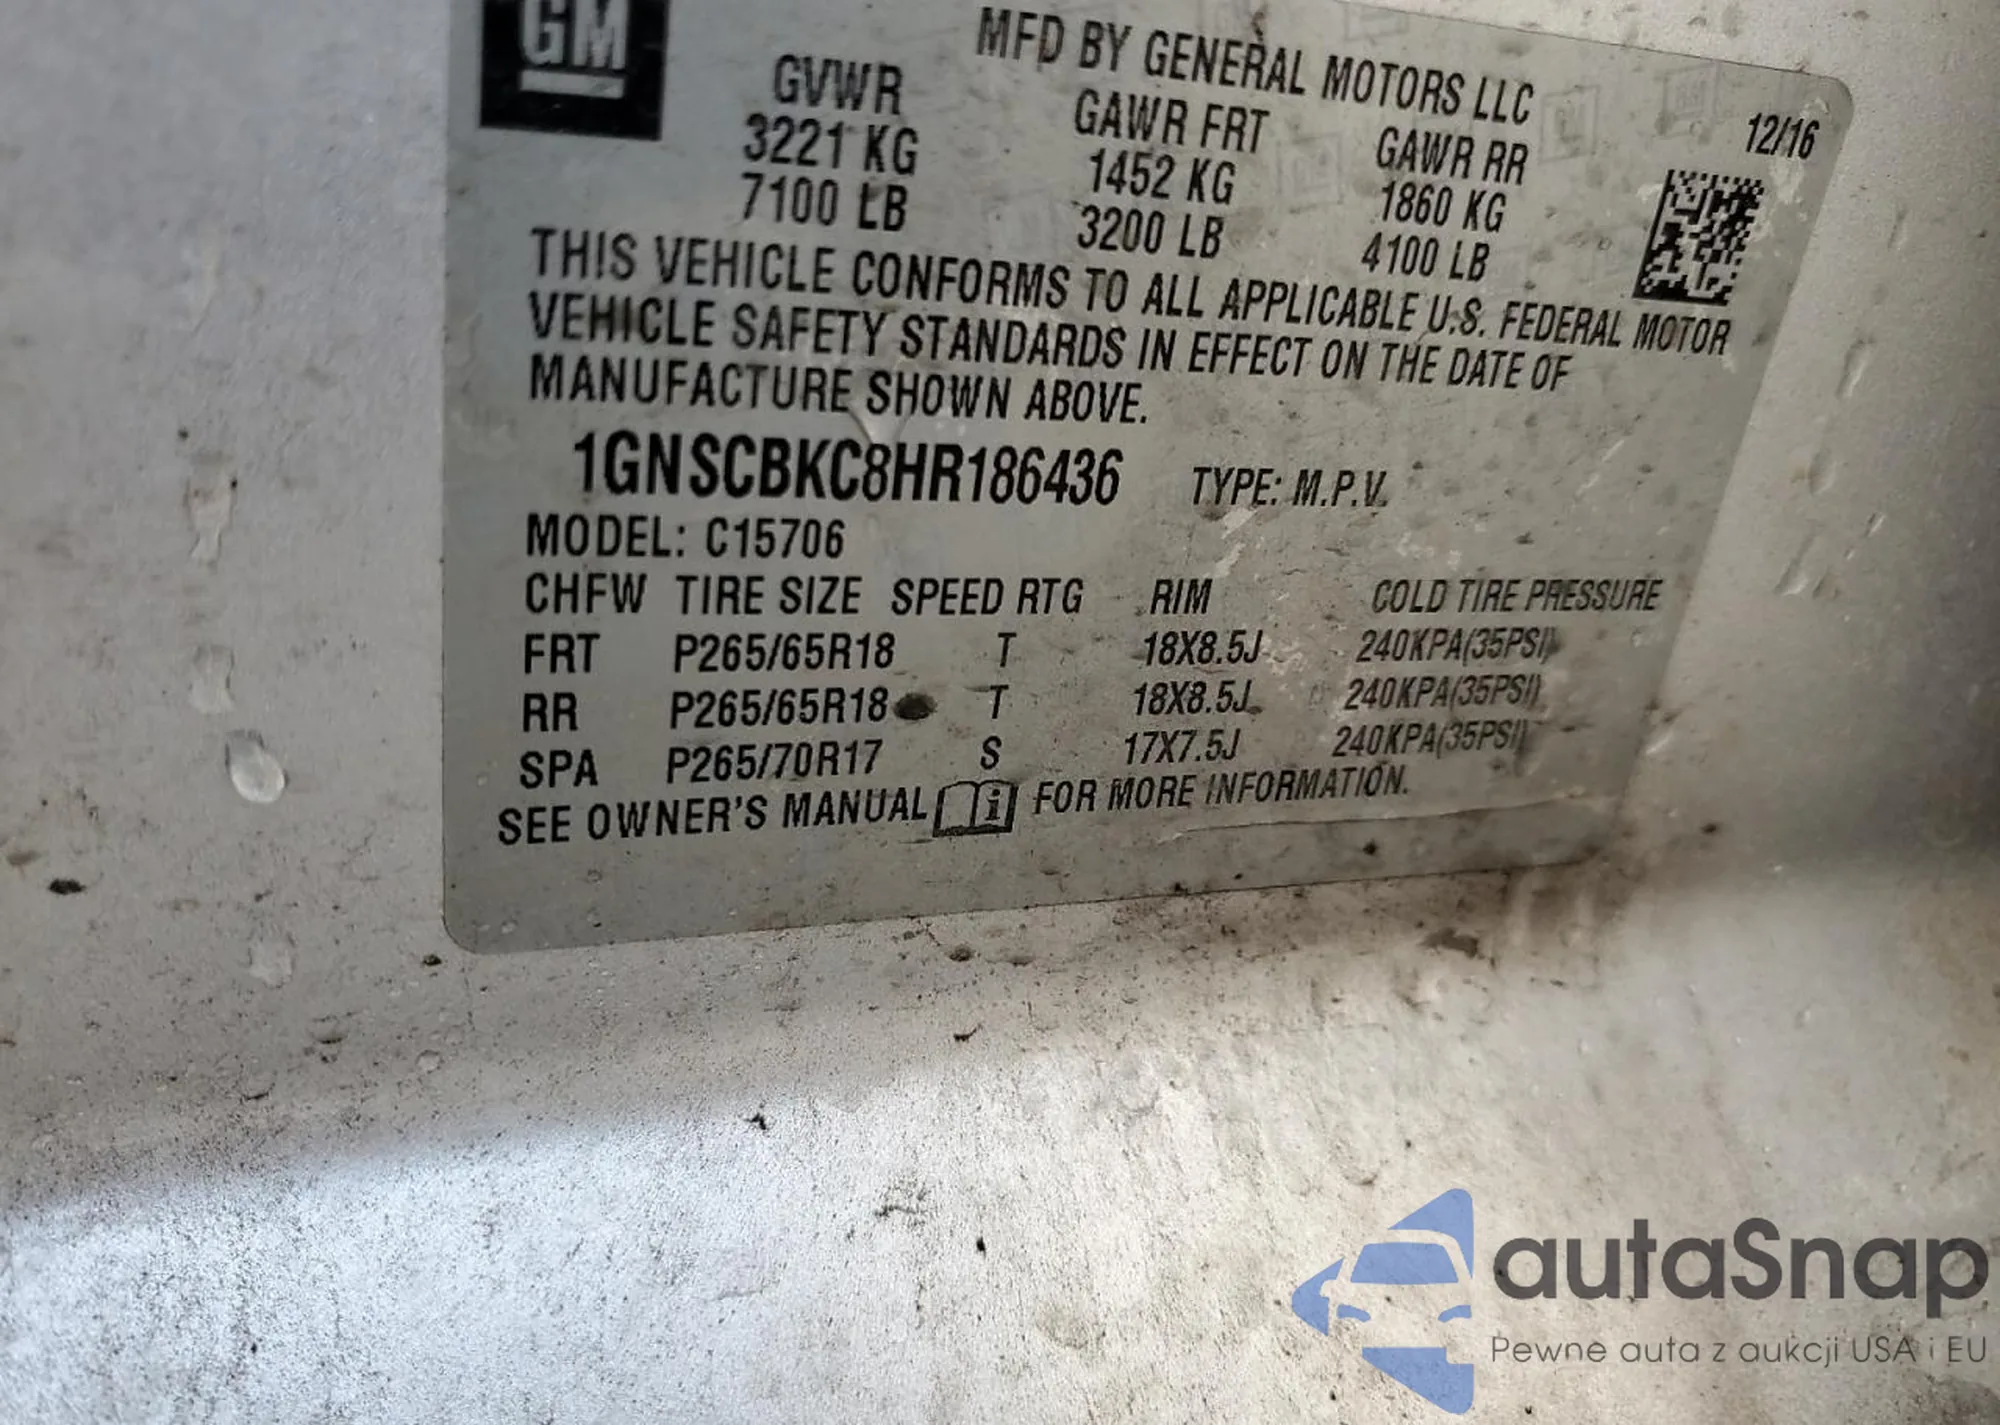 GM
MFD BY GENERAL MOTORS LLC
12/16
GVWR GAWR FRT GAWR RR
3221 KG 1452 KG 1860 KG
7100 LB 3200 LB 4100 LB
THIS VEHICLE CONFORMS TO ALL APPLICABLE U.S. FEDERAL MOTOR
VEHICLE SAFETY STANDARDS IN EFFECT ON THE DATE OF
MANUFACTURE SHOWN ABOVE.
1GNSCBKC8HR186436 TYPE: M.P.V.
MODEL: C15706
CHFW TIRE SIZE SPEED RTG RIM COLD TIRE PRESSURE
FRT P265/65R18 T 18X8.5J 240KPA(35PSI)
RR P265/65R18 T 18X8.5J 240KPA(35PSI)
SPA P265/70R17 S 17X7.5J 240KPA(35PSI)
SEE OWNER'S MANUAL i FOR MORE INFORMATION.
autaSnap
Pewne auta z aukcji USA i EU